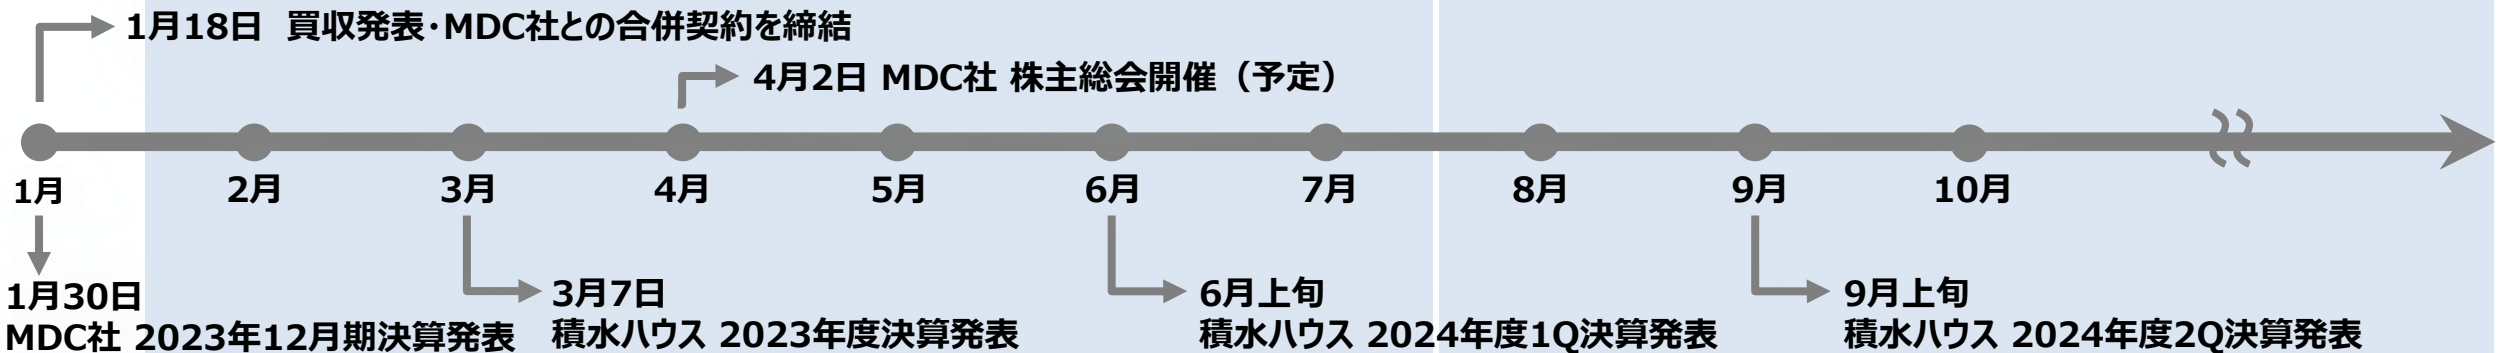 1月18日 買収発表・MDC社との合併契約を締結
4月2日 MDC社 株主総会開催（予定）
1月
2月
3月
4月
5月
6月
7月
8月
9月
10月
1月30日
MDC社 2023年12月期決算発表
3月7日
積水ハウス 2023年度決算発表
6月上旬
積水ハウス 2024年度1Q決算発表
9月上旬
積水ハウス 2024年度2Q決算発表